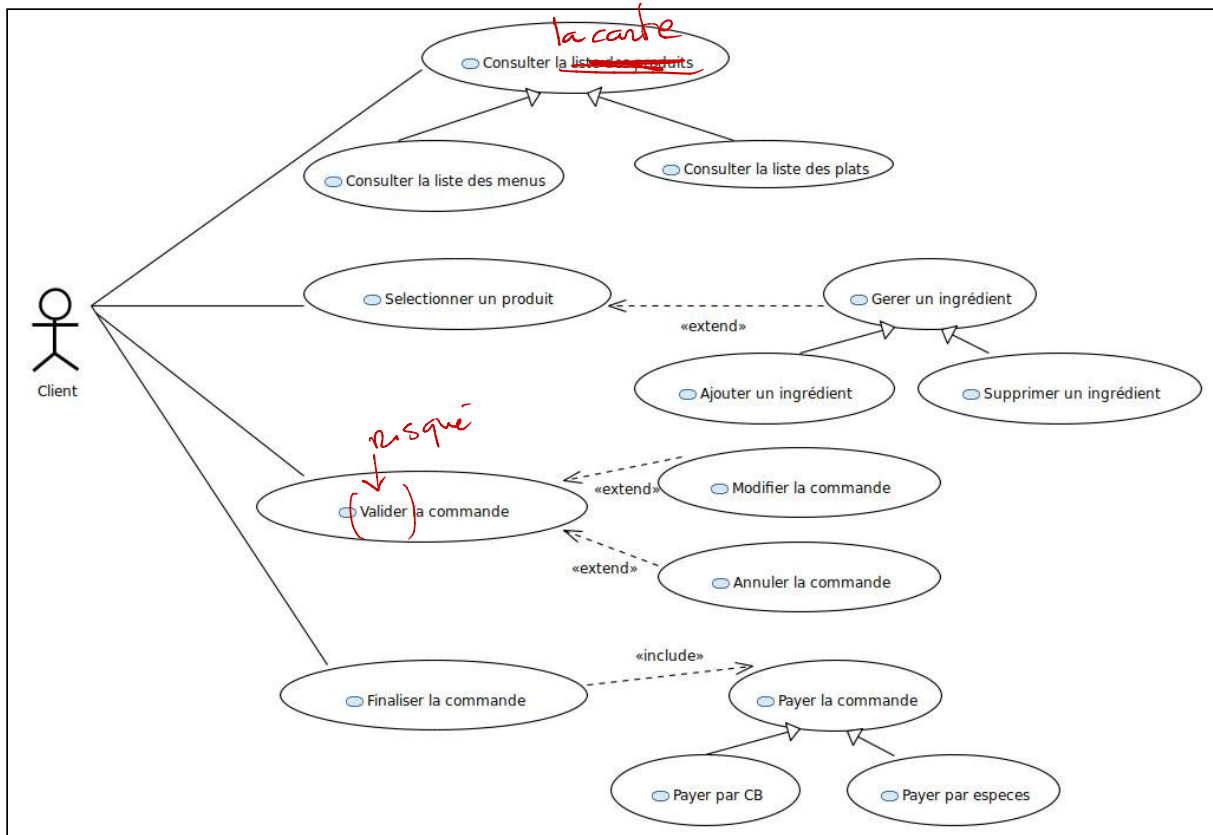 la carte
Consulter la liste des produits
Consulter la liste des menus
Consulter la liste des plats
Selectionner un produit
«extend»
Gerer un ingrédient
Ajouter un ingrédient
Supprimer un ingrédient
Client
risqué
(Valider) la commande
«extend»
Modifier la commande
«extend»
Annuler la commande
Finaliser la commande
«include»
Payer la commande
Payer par CB
Payer par especes